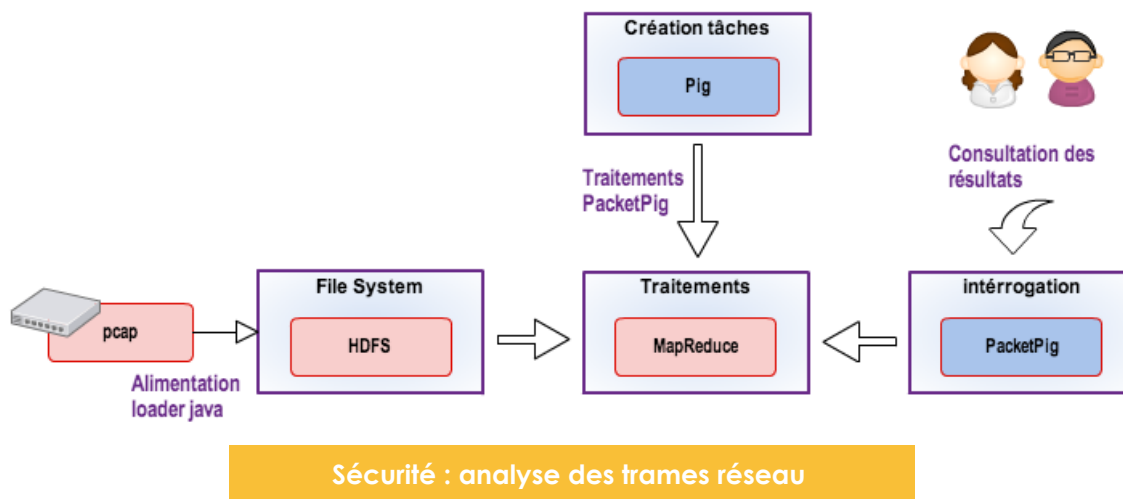 Création tâches
Pig
Traitements
PacketPig
Consultation des
résultats
File System
Traitements
intérrogation
pcap
HDFS
MapReduce
PacketPig
Alimentation
loader java
Sécurité : analyse des trames réseau